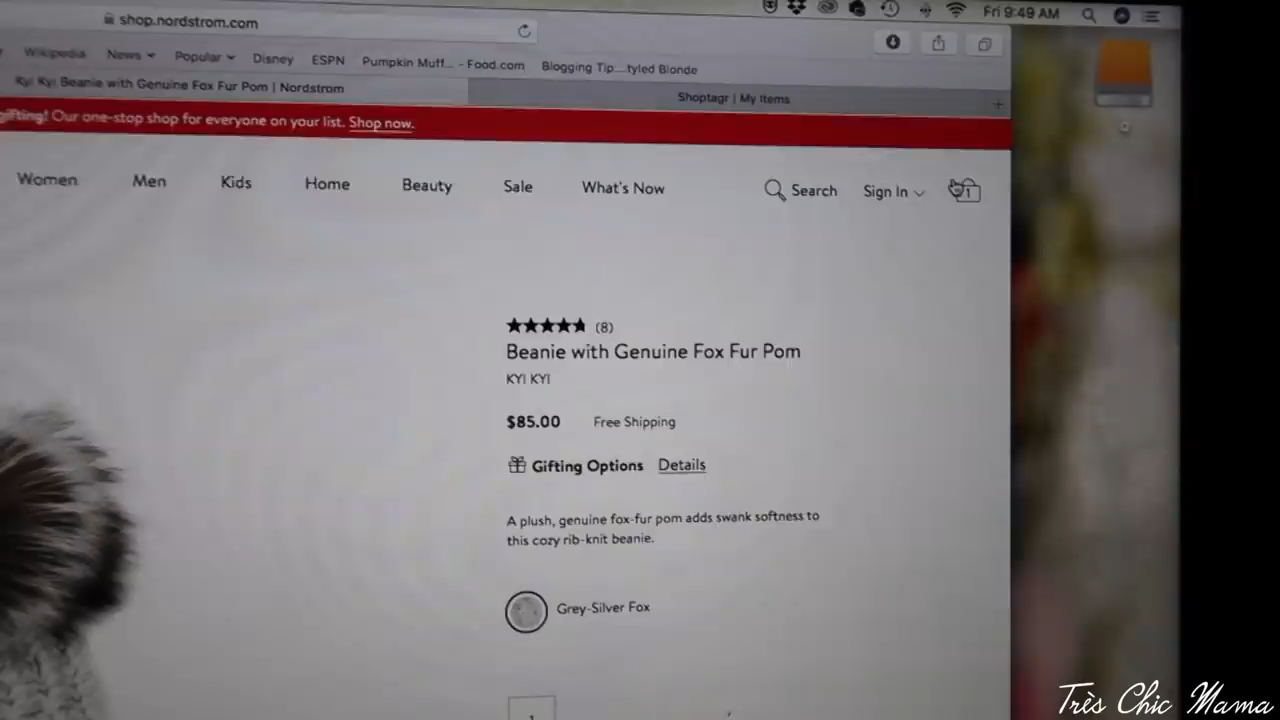 shop.nordstrom.com
Fri 9:49 AM
Wikipedia News Popular Disney ESPN Pumpkin Muff... - Food.com Blogging Tip....tyled Blonde
Kyi Kyi Beanie with Genuine Fox Fur Pom | Nordstrom
Shoptagr | My Items
gifting! Our one-stop shop for everyone on your list. Shop now.
Women Men Kids Home Beauty Sale What's Now Search Sign In 1
(8)
Beanie with Genuine Fox Fur Pom
KYI KYI
$85.00 Free Shipping
Gifting Options Details
A plush, genuine fox-fur pom adds swank softness to
this cozy rib-knit beanie.
Grey-Silver Fox
Très Chic Mama